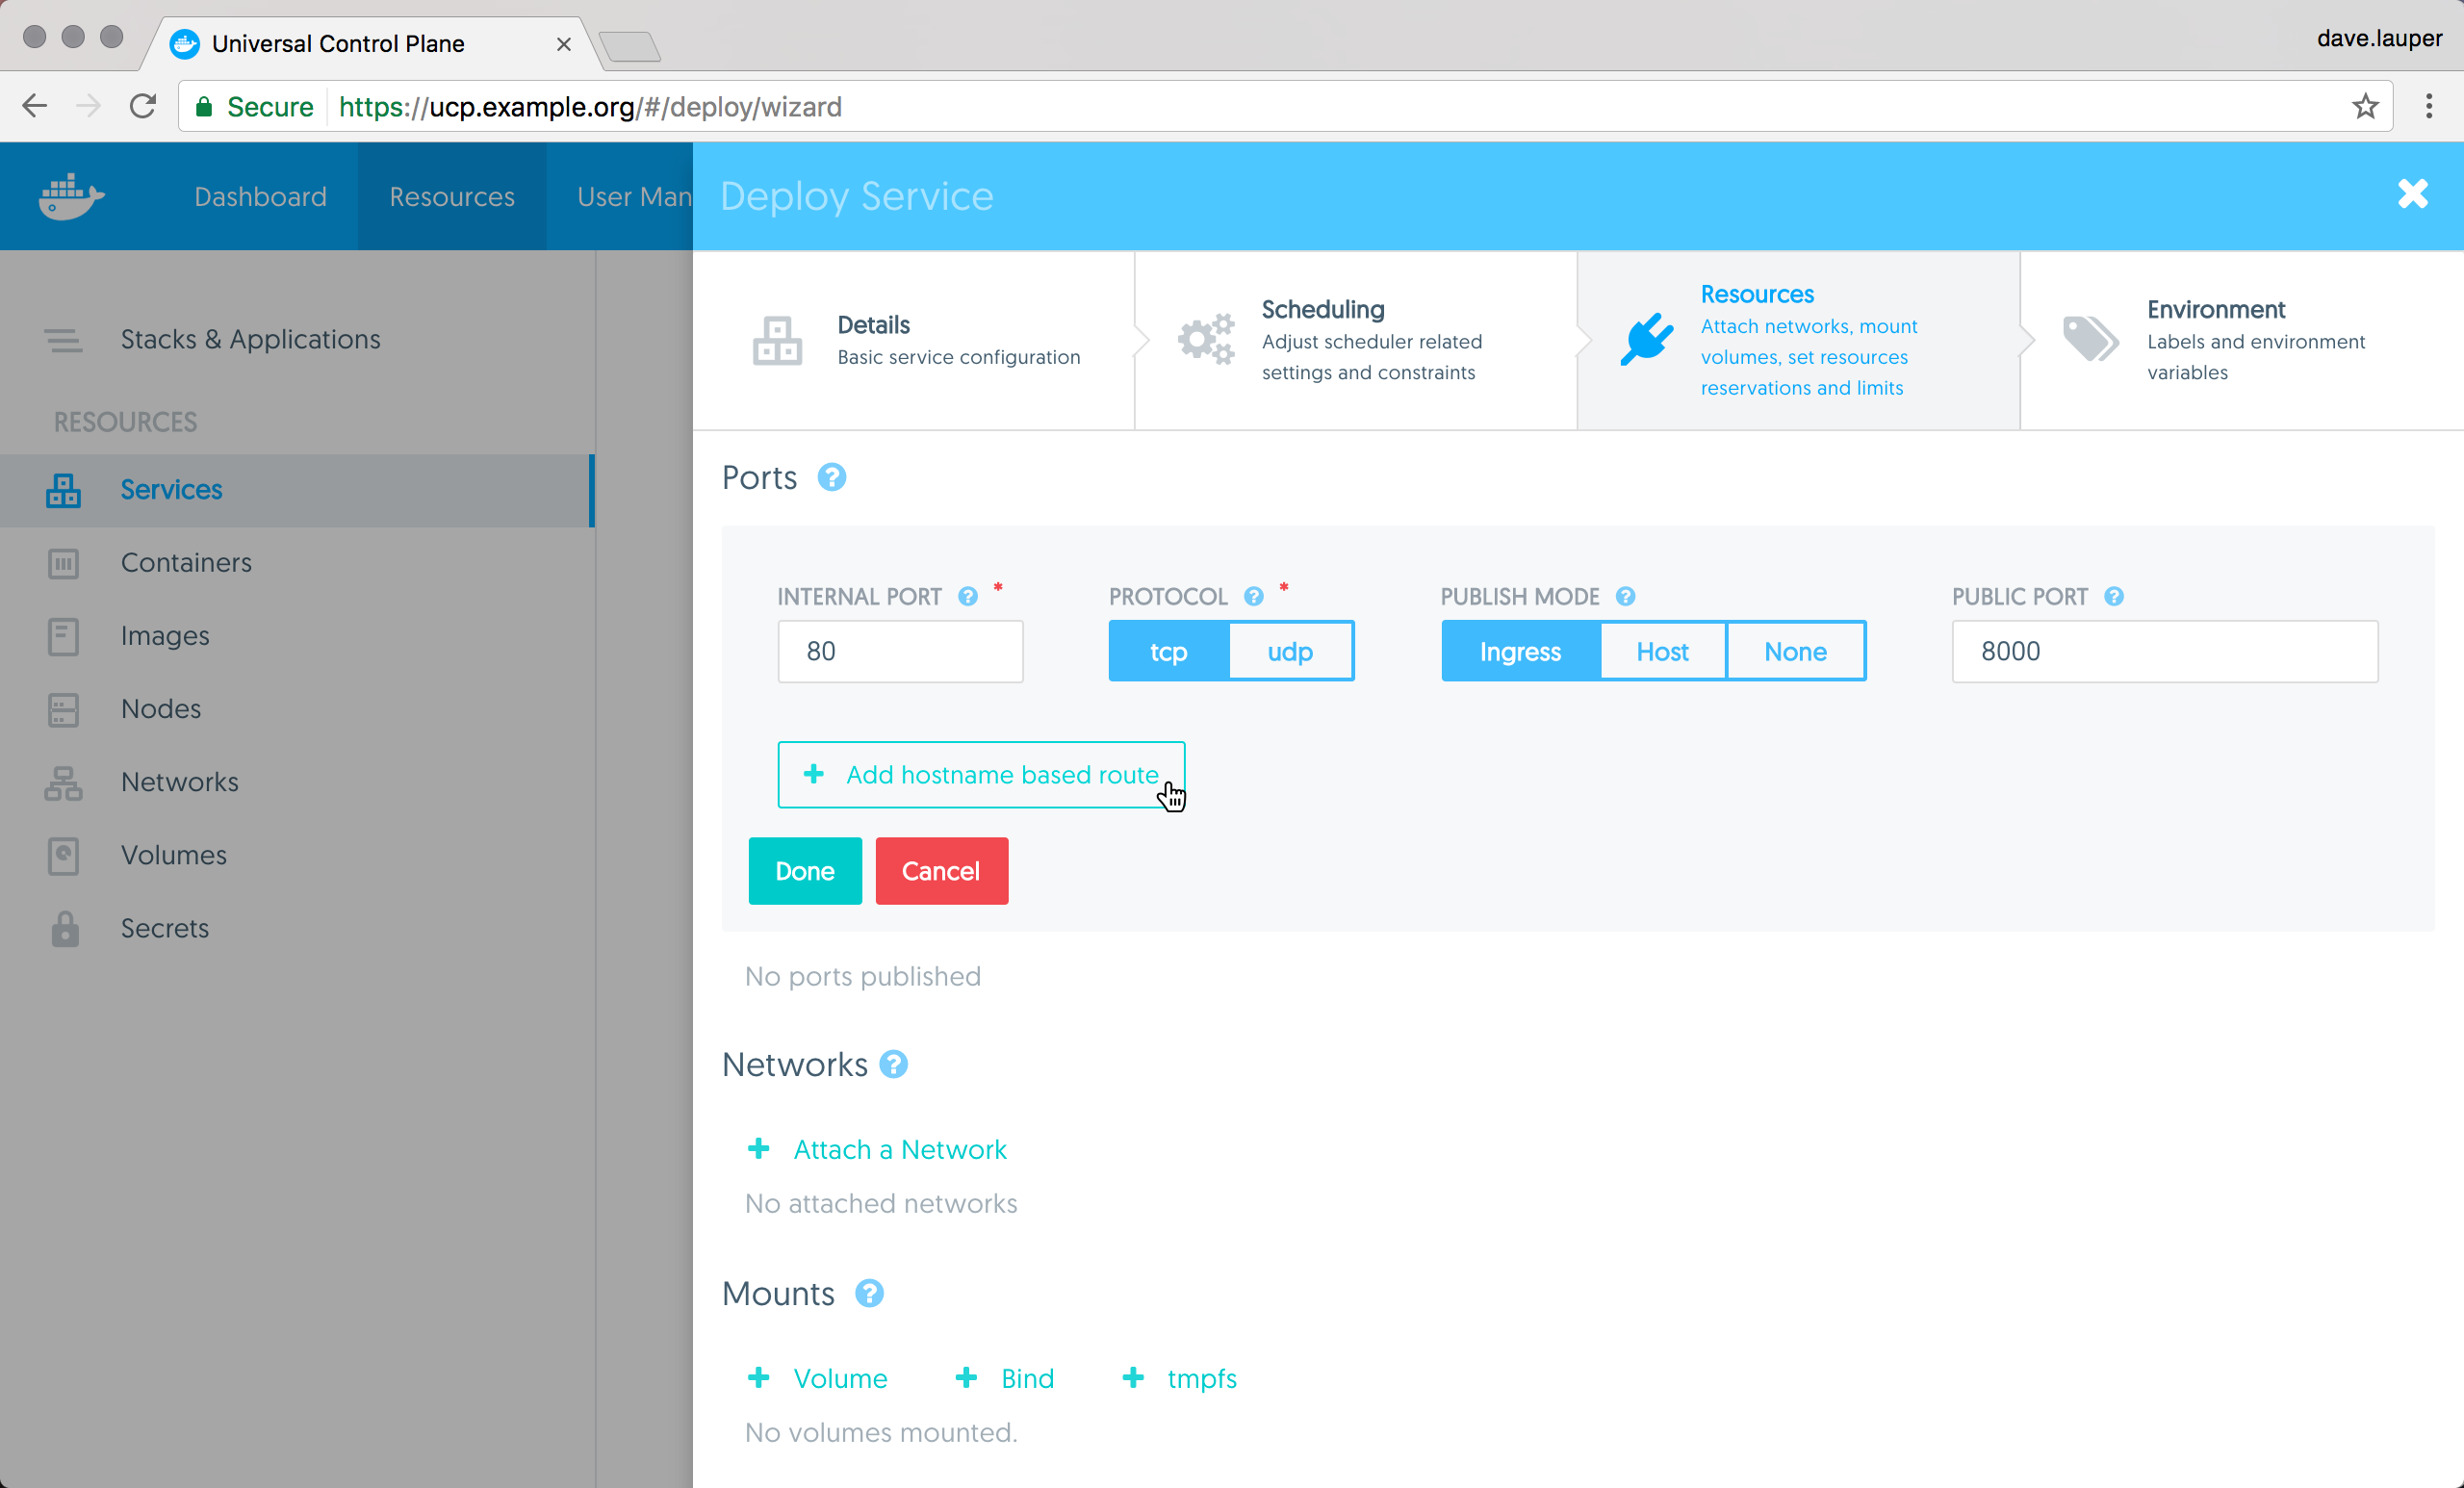 Universal Control Plane
dave.lauper
Secure https://ucp.example.org/#/deploy/wizard
Dashboard
Resources
User Man
Deploy Service
Stacks & Applications
RESOURCES
Services
Containers
Images
Nodes
Networks
Volumes
Secrets
Details
Basic service configuration
Scheduling
Adjust scheduler related
settings and constraints
Resources
Attach networks, mount
volumes, set resources
reservations and limits
Environment
Labels and environment
variables
Ports ?
INTERNAL PORT ? *
PROTOCOL ? *
PUBLISH MODE ?
PUBLIC PORT ?
80
tcp
udp
Ingress
Host
None
8000
+ Add hostname based route
Done
Cancel
No ports published
Networks ?
+ Attach a Network
No attached networks
Mounts ?
+ Volume
+ Bind
+ tmpfs
No volumes mounted.